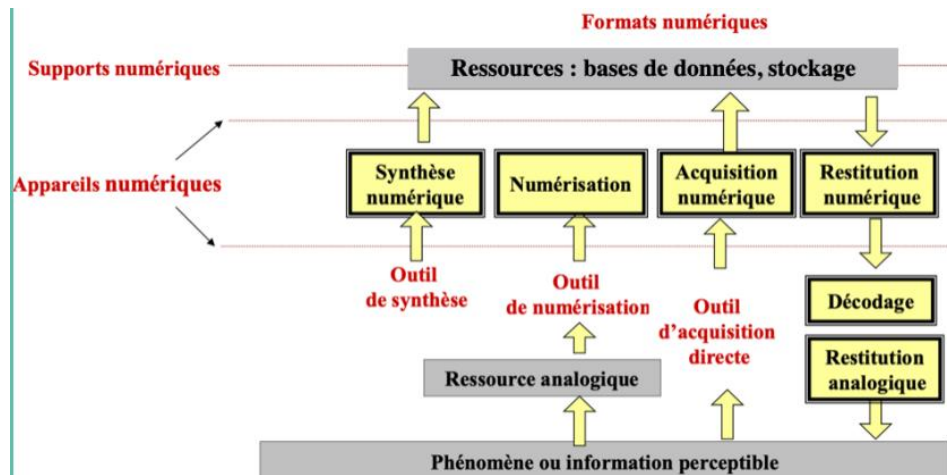 Formats numériques
Supports numériques
Ressources : bases de données, stockage
Appareils numériques
Synthèse
numérique
Numérisation
Acquisition
numérique
Restitution
numérique
Outil
de synthèse
Outil
de numérisation
Outil
d'acquisition
directe
Décodage
Ressource analogique
Restitution
analogique
Phénomène ou information perceptible